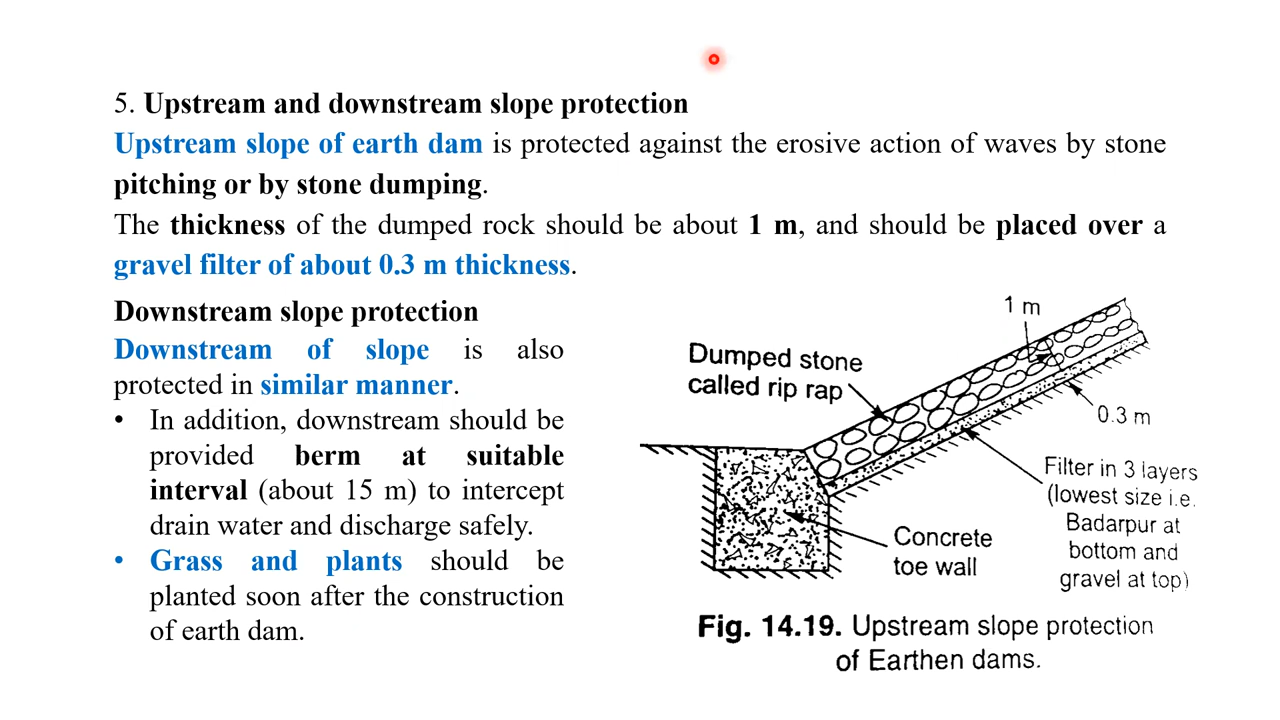 5. Upstream and downstream slope protection
Upstream slope of earth dam is protected against the erosive action of waves by stone
pitching or by stone dumping.
The thickness of the dumped rock should be about 1 m, and should be placed over a
gravel filter of about 0.3 m thickness.
Downstream slope protection
Downstream of slope is also
protected in similar manner.
• In addition, downstream should be
provided berm at suitable
interval (about 15 m) to intercept
drain water and discharge safely.
• Grass and plants should be
planted soon after the construction
of earth dam.
1 m
Dumped stone
called rip rap
0.3 m
Filter in 3 layers
(lowest size i.e.
Badarpur at
bottom and
gravel at top)
Concrete
toe wall
Fig. 14.19. Upstream slope protection
of Earthen dams.